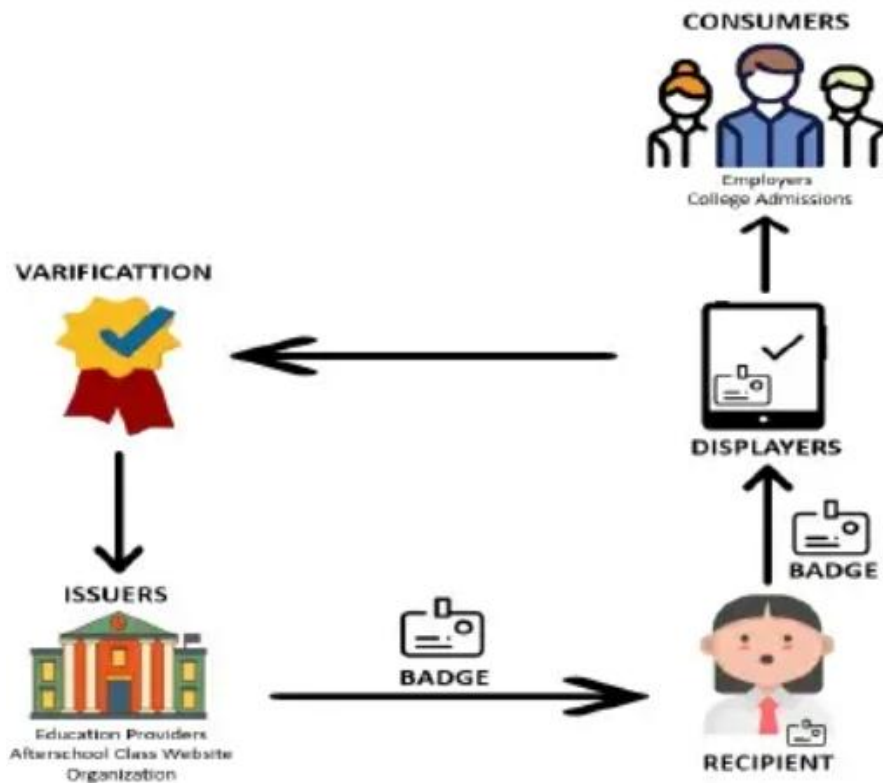 CONSUMERS
Employers
College Admissions
VARIFICATTION
DISPLAYERS
BADGE
ISSUERS
BADGE
Education Providers
Afterschool Class Website
Organization
RECIPIENT